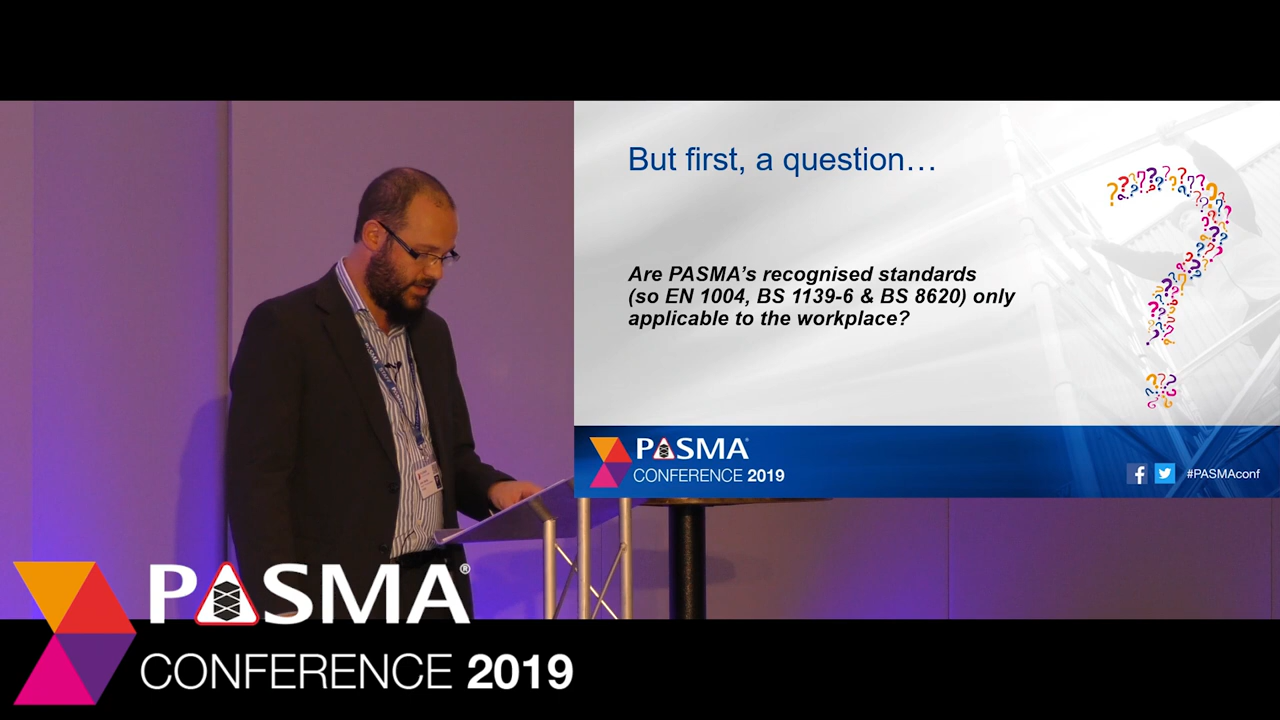 But first, a question…
Are PASMA's recognised standards
(so EN 1004, BS 1139-6 & BS 8620) only
applicable to the workplace?
PASMA
CONFERENCE 2019
#PASMAconf
PASMA®
CONFERENCE 2019